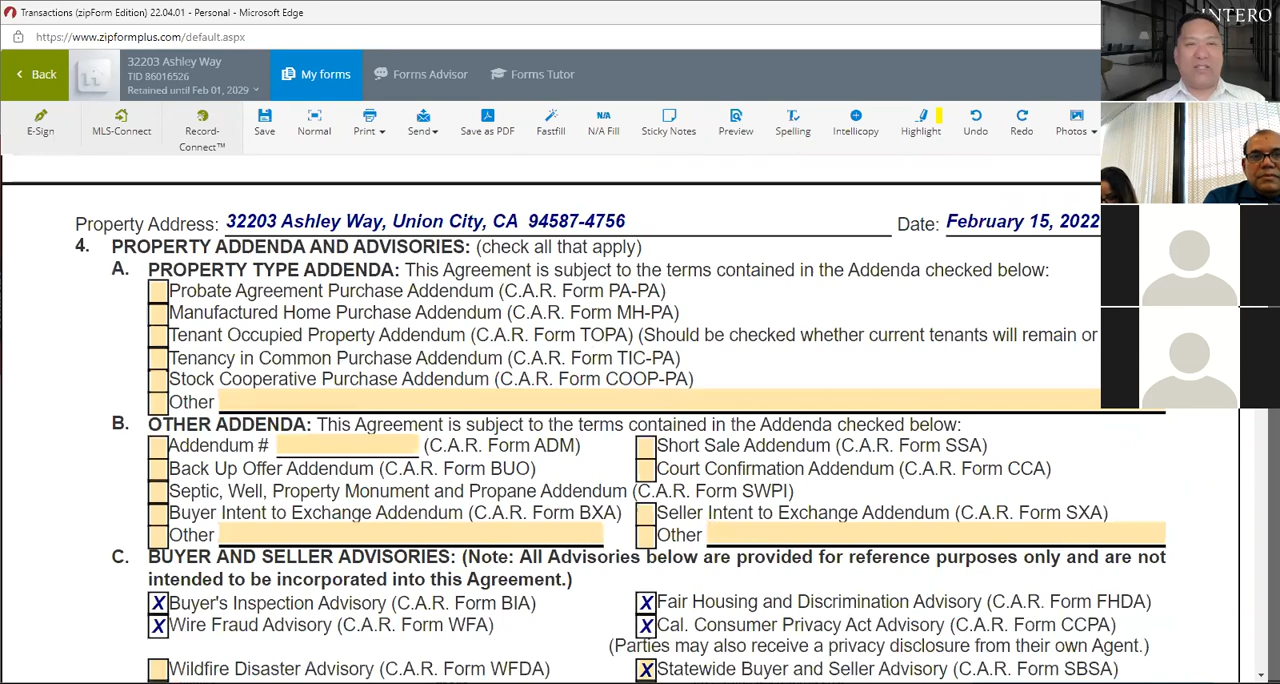 Transactions (zipForm Edition) 22.04.01 - Personal - Microsoft Edge
https://www.zipformplus.com/default.aspx
INTERO
Back
32203 Ashley Way
TID 86016526
Retained until Feb 01, 2029
My forms
Forms Advisor
Forms Tutor
E-Sign
MLS-Connect
Record-Connect™
Save
Normal
Print
Send
Save as PDF
Fastfill
N/A
N/A Fill
Sticky Notes
Preview
Spelling
Intellicopy
Highlight
Undo
Redo
Photos
Property Address: 32203 Ashley Way, Union City, CA 94587-4756 Date: February 15, 2022
4. PROPERTY ADDENDA AND ADVISORIES: (check all that apply)
A. PROPERTY TYPE ADDENDA: This Agreement is subject to the terms contained in the Addenda checked below:
Probate Agreement Purchase Addendum (C.A.R. Form PA-PA)
Manufactured Home Purchase Addendum (C.A.R. Form MH-PA)
Tenant Occupied Property Addendum (C.A.R. Form TOPA) (Should be checked whether current tenants will remain or
Tenancy in Common Purchase Addendum (C.A.R. Form TIC-PA)
Stock Cooperative Purchase Addendum (C.A.R. Form COOP-PA)
Other
B. OTHER ADDENDA: This Agreement is subject to the terms contained in the Addenda checked below:
Addendum # (C.A.R. Form ADM) Short Sale Addendum (C.A.R. Form SSA)
Back Up Offer Addendum (C.A.R. Form BUO) Court Confirmation Addendum (C.A.R. Form CCA)
Septic, Well, Property Monument and Propane Addendum (C.A.R. Form SWPI)
Buyer Intent to Exchange Addendum (C.A.R. Form BXA) Seller Intent to Exchange Addendum (C.A.R. Form SXA)
Other Other
C. BUYER AND SELLER ADVISORIES: (Note: All Advisories below are provided for reference purposes only and are not
intended to be incorporated into this Agreement.)
X Buyer's Inspection Advisory (C.A.R. Form BIA) X Fair Housing and Discrimination Advisory (C.A.R. Form FHDA)
X Wire Fraud Advisory (C.A.R. Form WFA) X Cal. Consumer Privacy Act Advisory (C.A.R. Form CCPA)
(Parties may also receive a privacy disclosure from their own Agent.)
Wildfire Disaster Advisory (C.A.R. Form WFDA) X Statewide Buyer and Seller Advisory (C.A.R. Form SBSA)